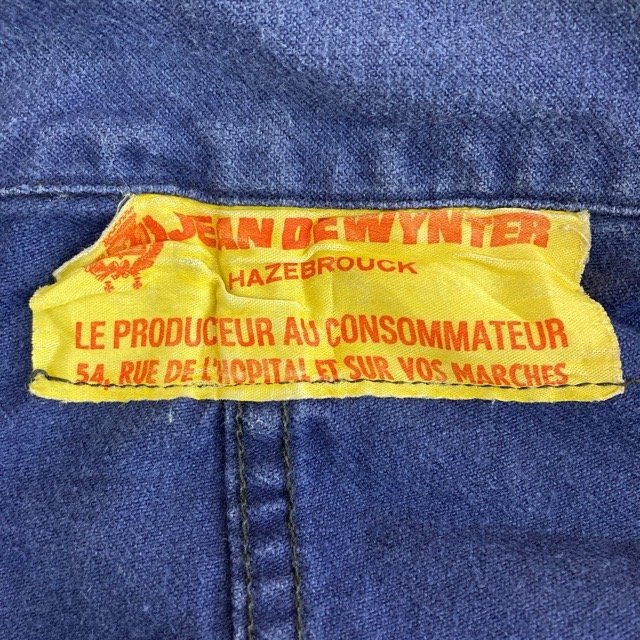 JEAN DEWYNTER
HAZEBROUCK
LE PRODUCEUR AU CONSOMMATEUR
54, RUE DE L'HOPITAL ET SUR VOS MARCHES